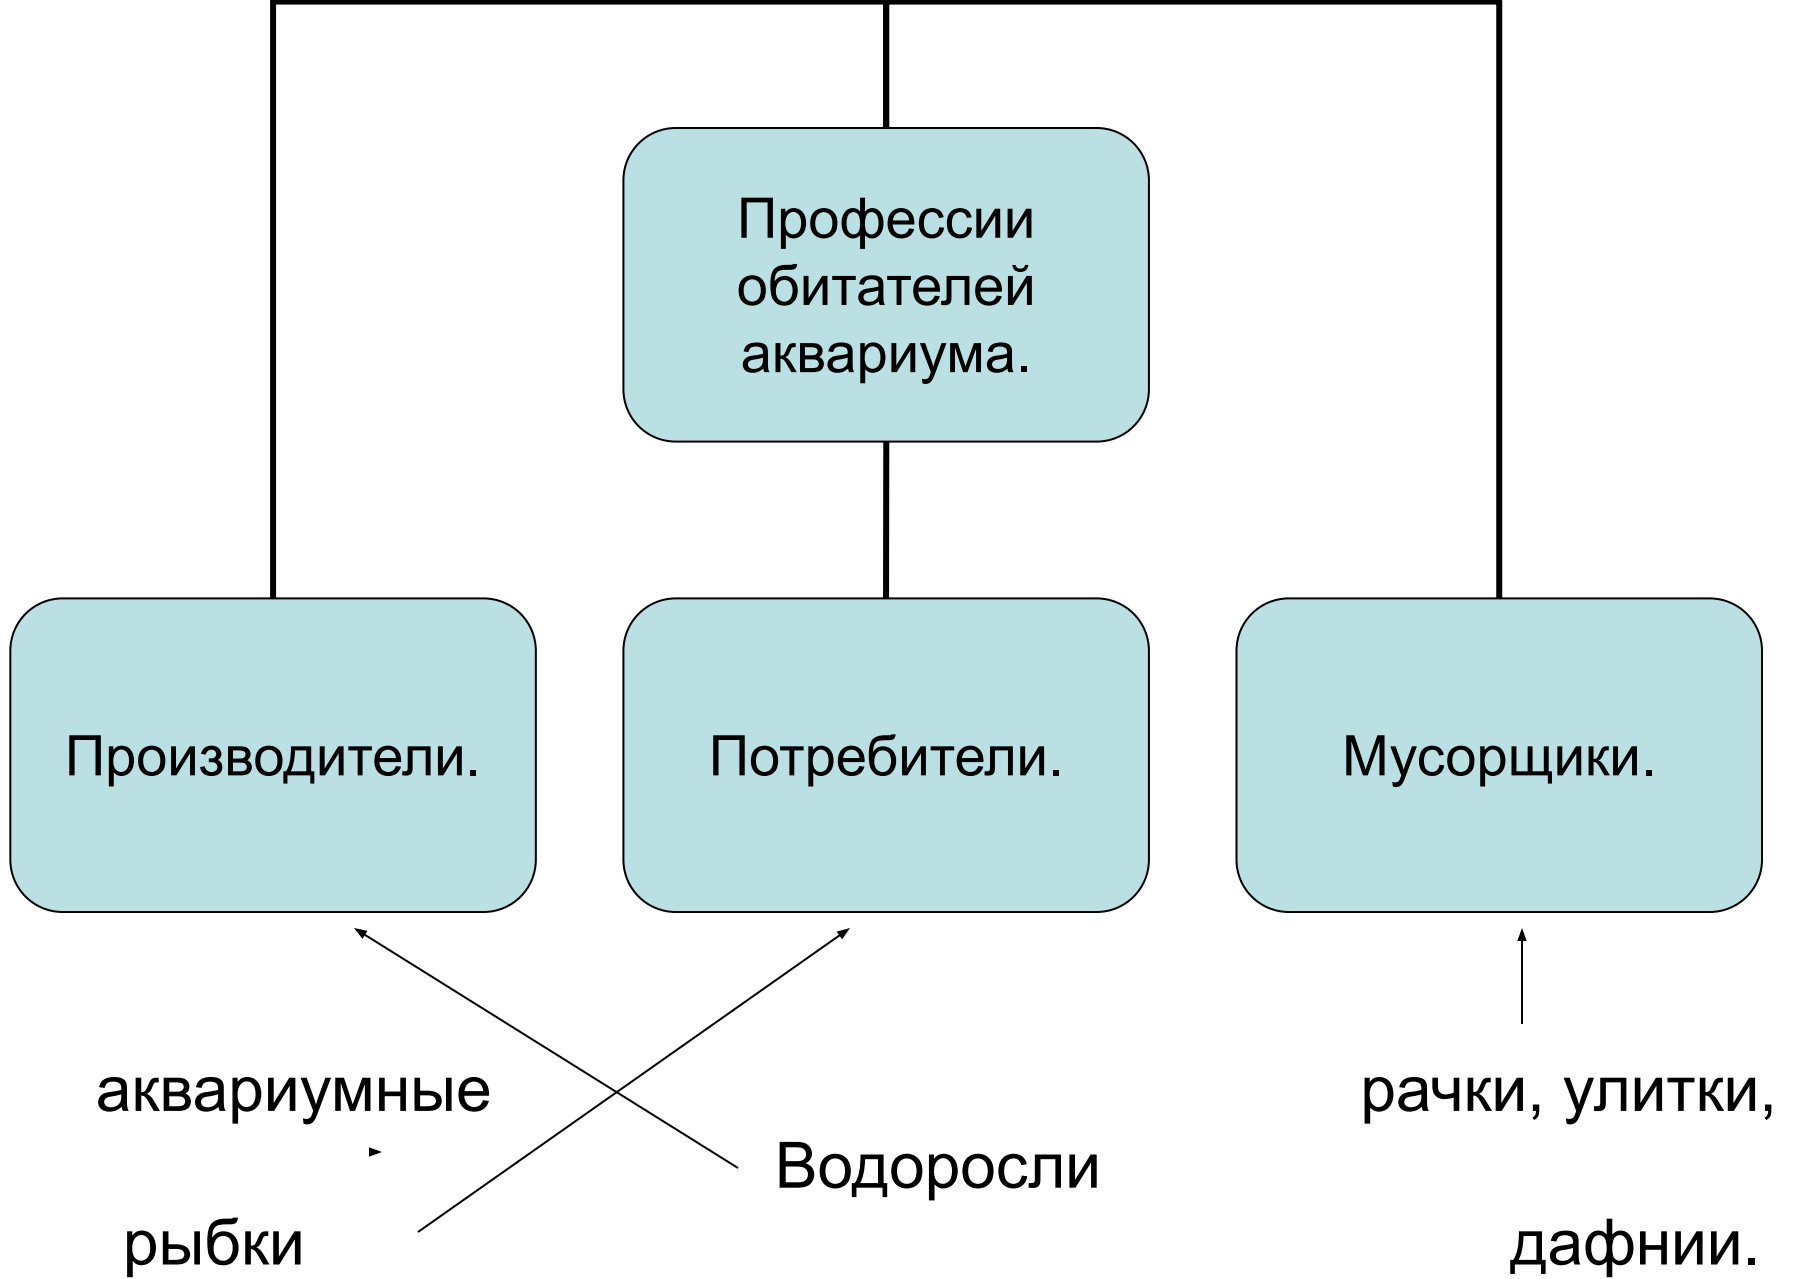 Профессии
обитателей
аквариума.
Производители.
Потребители.
Мусорщики.
аквариумные
рыбки
Водоросли
рачки, улитки,
дафнии.